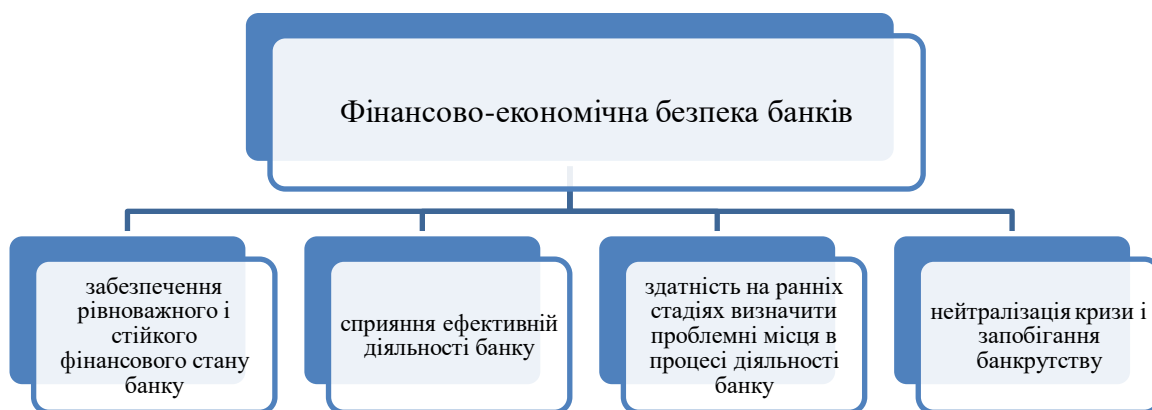 Фінансово-економічна безпека банків
забезпечення
рівноважного і
стійкого
фінансового стану
банку
сприяння ефективній
діяльності банку
здатність на ранніх
стадіях визначити
проблемні місця в
процесі діяльності
банку
нейтралізація кризи і
запобігання
банкрутству